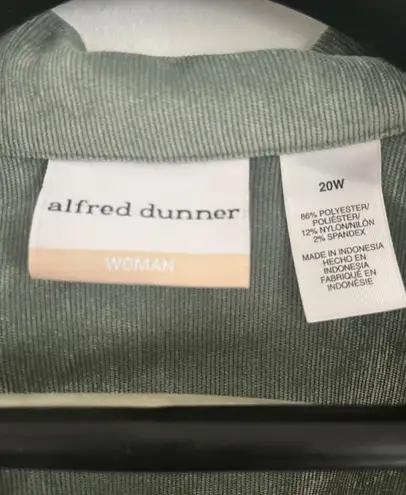 alfred dunner
WOMAN
20W
86% POLYESTER/
POLIÉSTER/
12% NYLON/NILÓN
2% SPANDEX
MADE IN INDONESIA
HECHO EN
INDONESIA
FABRIQUÉ EN
INDONÉSIE